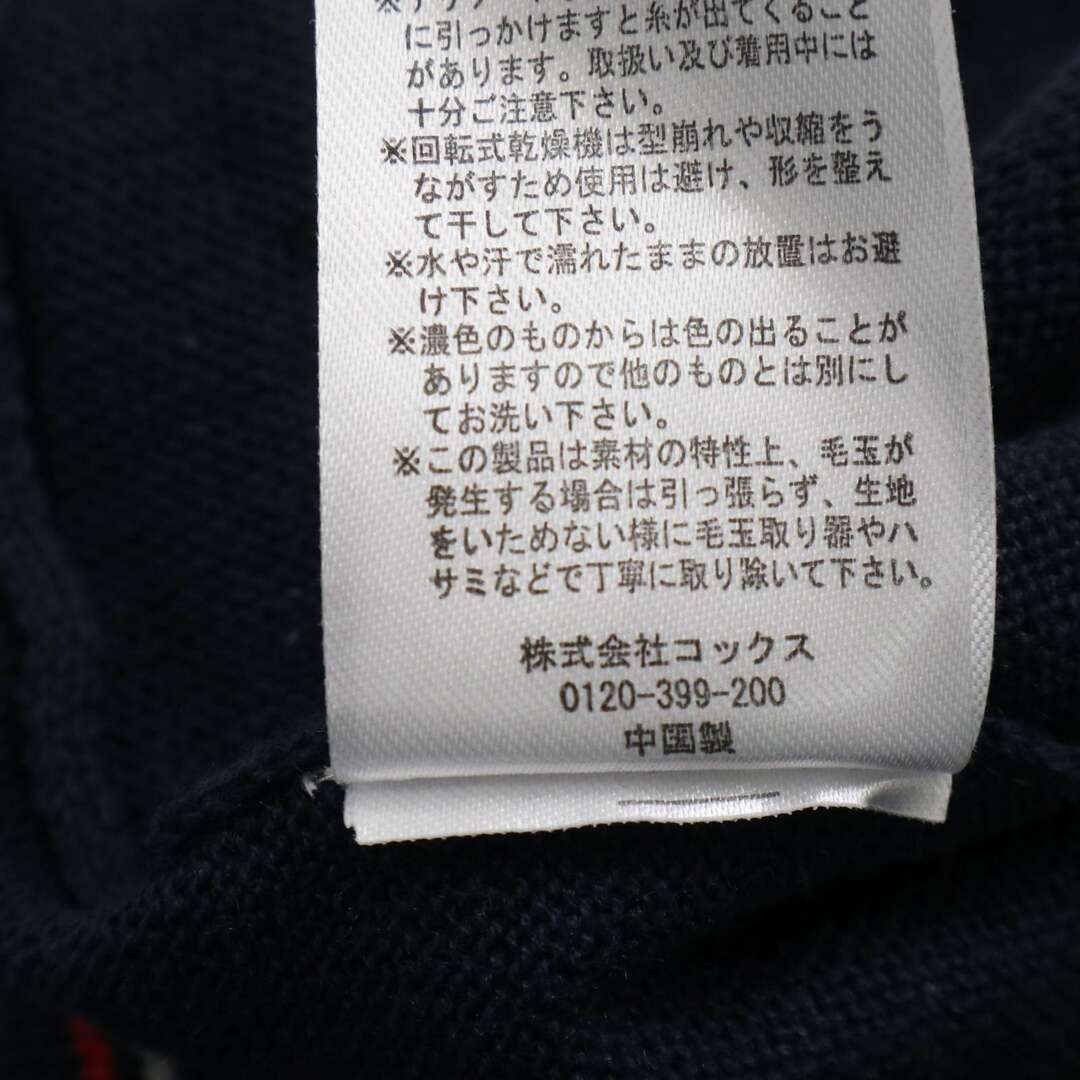 に引っかけますと糸が出てくること
があります。取扱い及び着用中には
十分ご注意下さい。
※回転式乾燥機は型崩れや収縮をう
ながすため使用は避け、形を整え
て干して下さい。
※水や汗で濡れたままの放置はお避
け下さい。
※濃色のものからは色の出ることが
ありますので他のものとは別にし
てお洗い下さい。
※この製品は素材の特性上、毛玉が
発生する場合は引っ張らず、生地
をいためない様に毛玉取り器やハ
サミなどで丁寧に取り除いて下さい。
株式会社コックス
0120-399-200
中国製